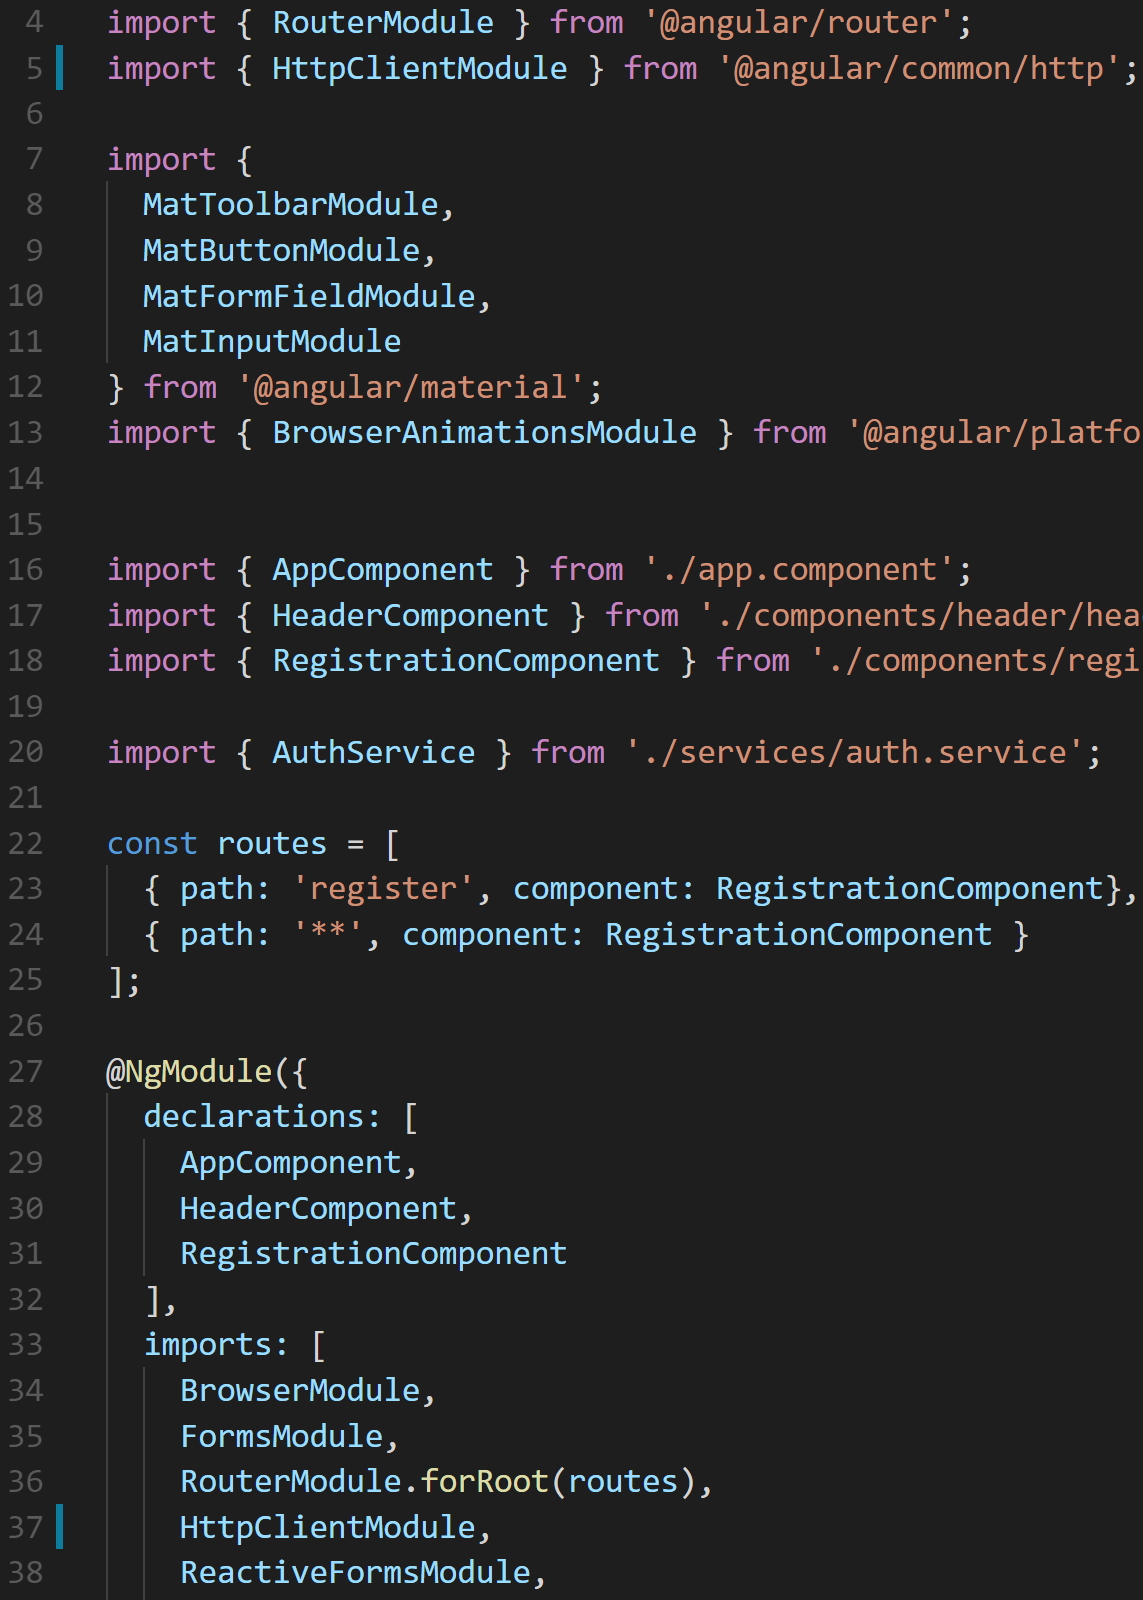 4 import { RouterModule } from '@angular/router';
5 import { HttpClientModule } from '@angular/common/http';
6
7 import {
8 MatToolbarModule,
9 MatButtonModule,
10 MatFormFieldModule,
11 MatInputModule
12 } from '@angular/material';
13 import { BrowserAnimationsModule } from '@angular/platfo
14
15
16 import { AppComponent } from './app.component';
17 import { HeaderComponent } from './components/header/hea
18 import { RegistrationComponent } from './components/regi
19
20 import { AuthService } from './services/auth.service';
21
22 const routes = [
23 { path: 'register', component: RegistrationComponent},
24 { path: '**', component: RegistrationComponent }
25 ];
26
27 @NgModule({
28 declarations: [
29 AppComponent,
30 HeaderComponent,
31 RegistrationComponent
32 ],
33 imports: [
34 BrowserModule,
35 FormsModule,
36 RouterModule.forRoot(routes),
37 HttpClientModule,
38 ReactiveFormsModule,